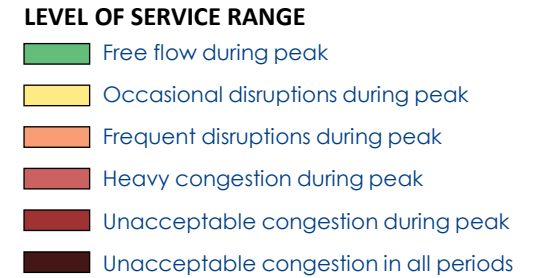 LEVEL OF SERVICE RANGE
Free flow during peak
Occasional disruptions during peak
Frequent disruptions during peak
Heavy congestion during peak
Unacceptable congestion during peak
Unacceptable congestion in all periods